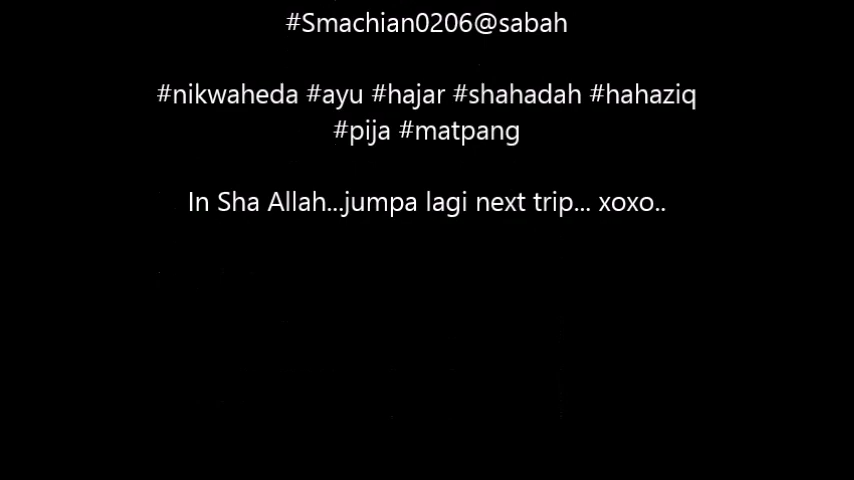 #Smachian0206@sabah
#nikwaheda #ayu #hajar #shahadah #hahaziq
#pija #matpang
In Sha Allah...jumpa lagi next trip... xoxo..